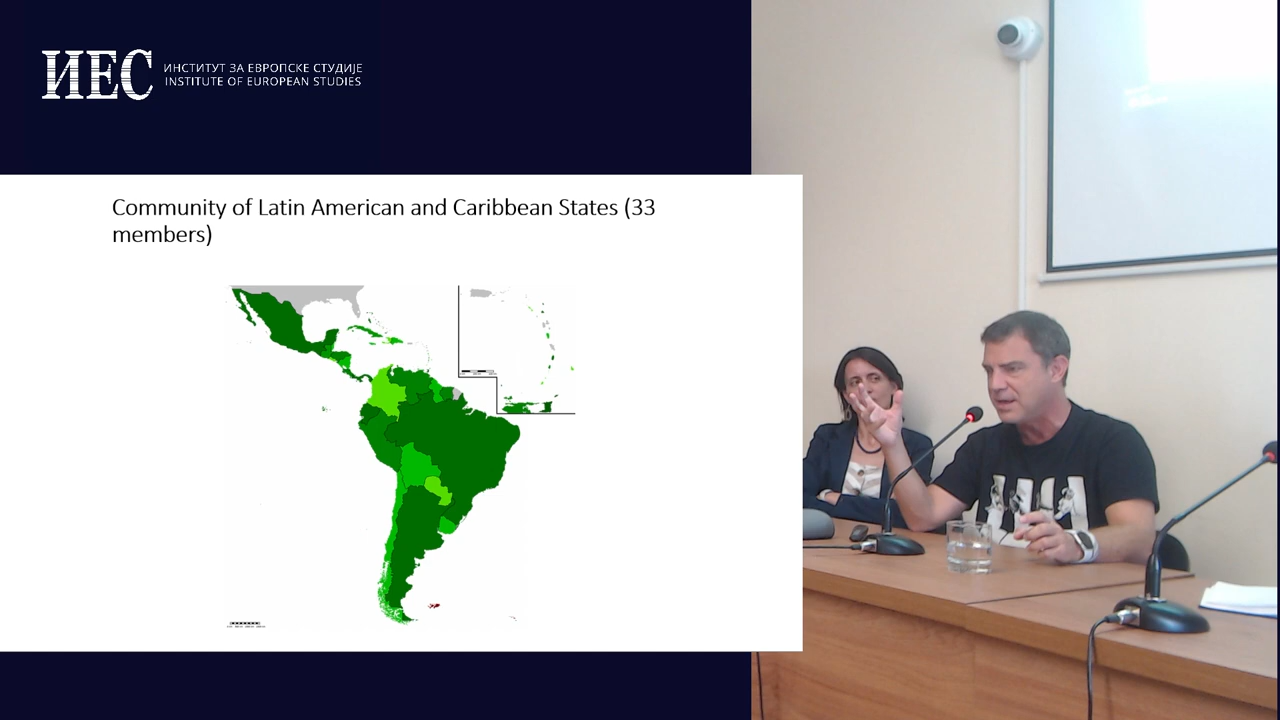 ИЕС
ИНСТИТУТ ЗА ЕВРОПСКЕ СТУДИЈЕ
INSTITUTE OF EUROPEAN STUDIES
Community of Latin American and Caribbean States (33
members)